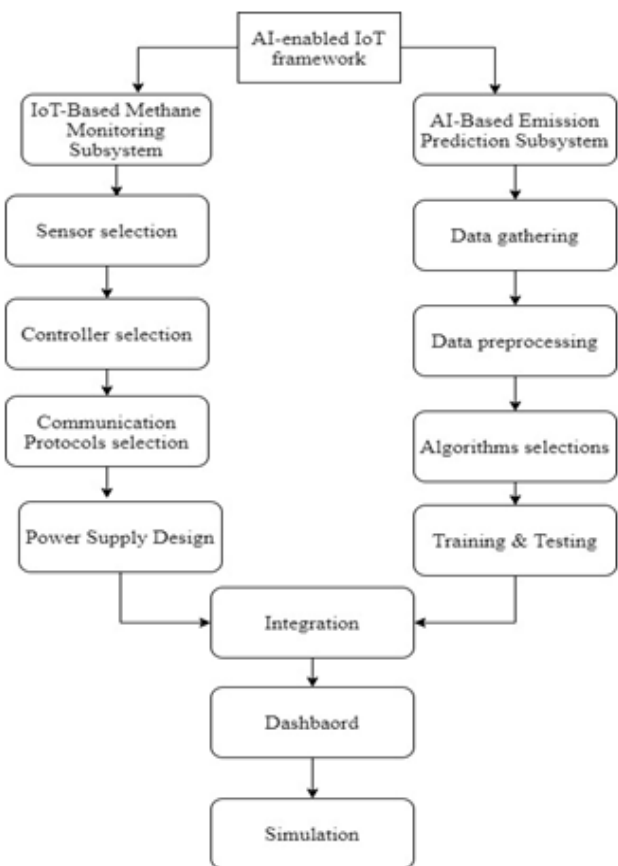 AI-enabled IoT
framework
IoT-Based Methane
Monitoring
Subsystem
AI-Based Emission
Prediction Subsystem
Sensor selection
Data gathering
Controller selection
Data preprocessing
Communication
Protocols selection
Algorithms selections
Power Supply Design
Training & Testing
Integration
Dashbaord
Simulation